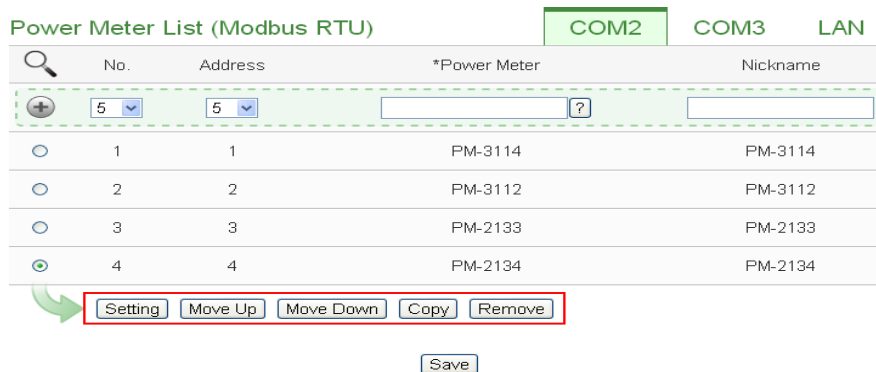 Power Meter List (Modbus RTU) COM2 COM3 LAN
No. Address *Power Meter Nickname
5 5 ?
1 1 PM-3114 PM-3114
2 2 PM-3112 PM-3112
3 3 PM-2133 PM-2133
4 4 PM-2134 PM-2134
Setting Move Up Move Down Copy Remove
Save